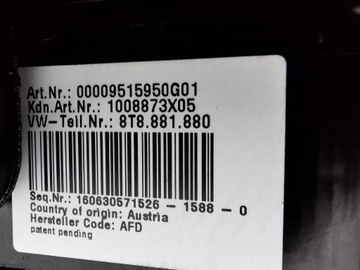 Art.Nr.: 00009515950G01
Kdn.Art.Nr.: 1008873X05
VW-Teil.Nr.: 8T8.881.880
Seq.Nr.: 160630571526 - 1588 - 0
Country of origin: Austria
Hersteller Code: AFD
patent pending